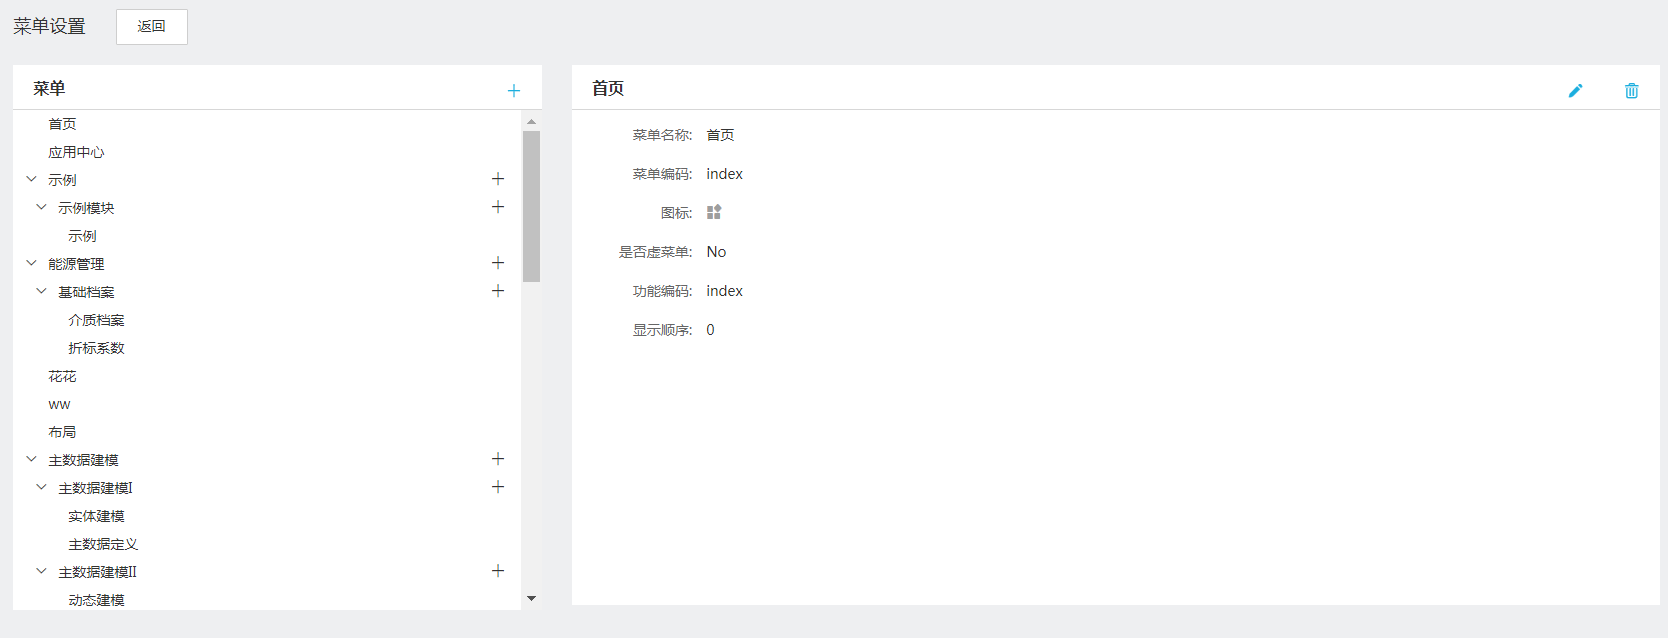 菜单设置 返回
菜单
首页
应用中心
示例
示例模块
示例
能源管理
基础档案
介质档案
折标系数
花花
ww
布局
主数据建模
主数据建模I
实体建模
主数据定义
主数据建模II
动态建模
首页
菜单名称: 首页
菜单编码: index
图标:
是否虚菜单: No
功能编码: index
显示顺序: 0